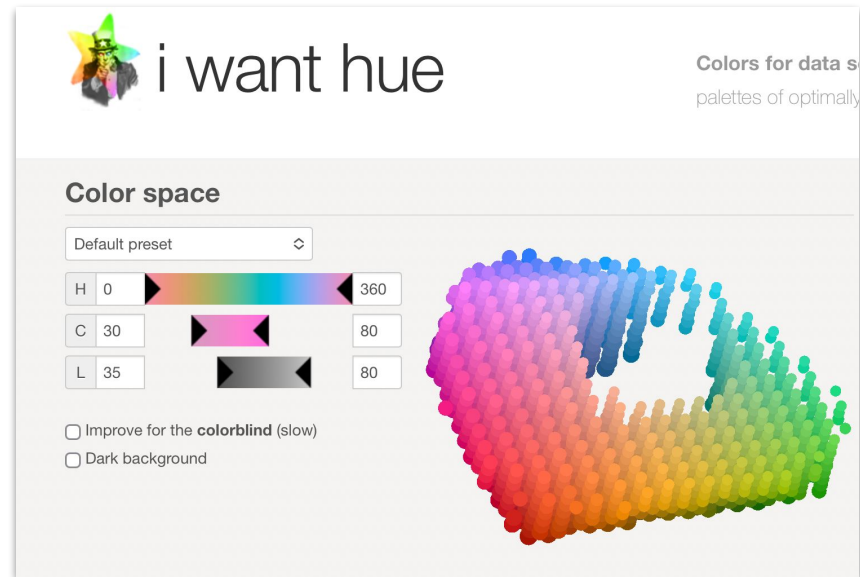 i want hue
Colors for data
palettes of optimally
Color space
Default preset
H 0 360
C 30 80
L 35 80
Improve for the colorblind (slow)
Dark background